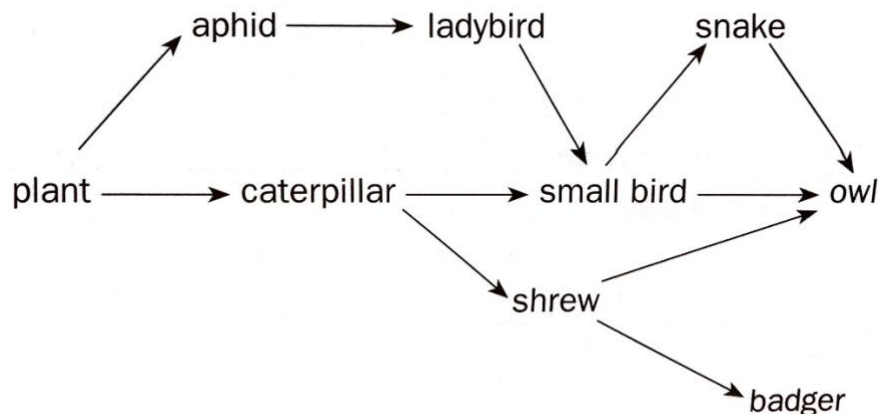 aphid ladybird snake
plant caterpillar small bird owl
shrew
badger